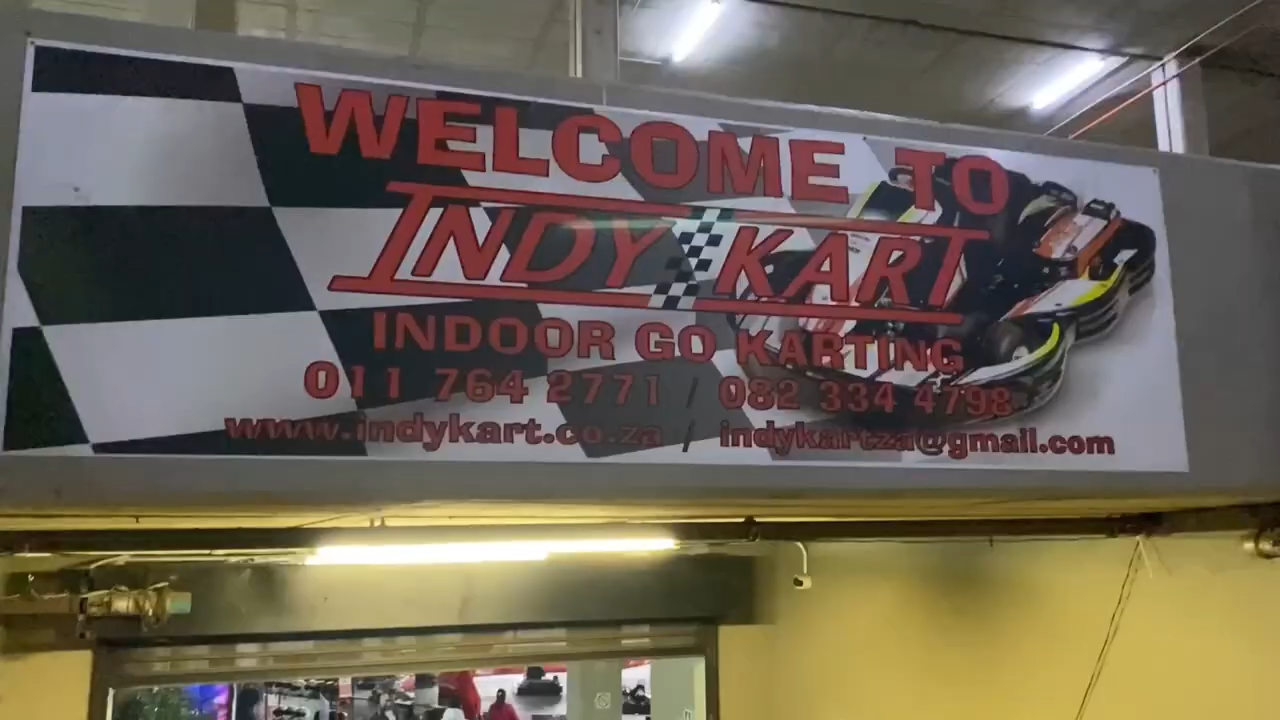 WELCOME TO
INDY KART
INDOOR GO KARTING
011 764 2771 / 082 334 4798
www.indykart.co.za / indykartza@gmail.com